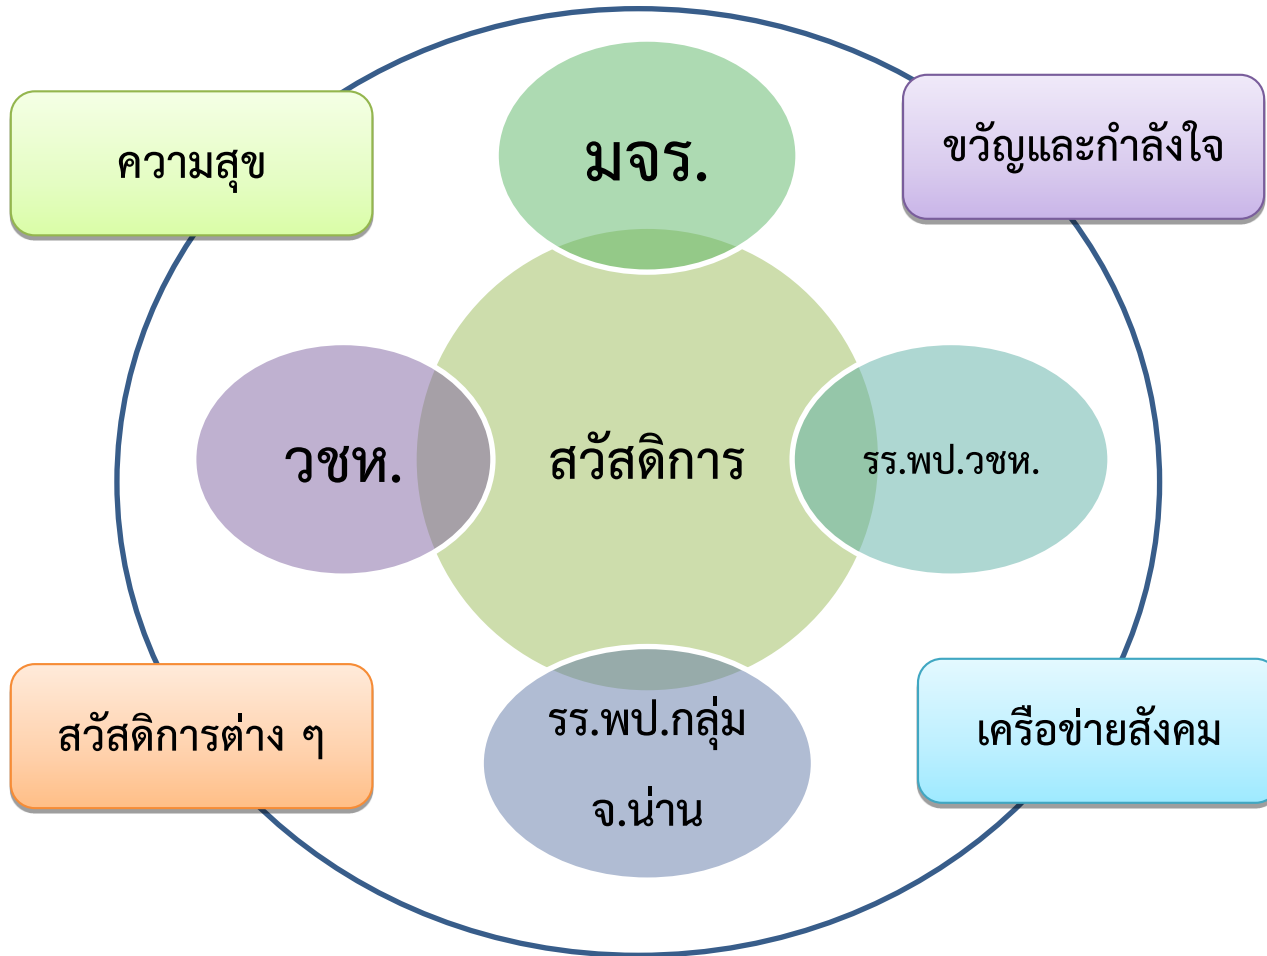 มจร.
ความสุข
ขวัญและกำลังใจ
วชห.
สวัสดิการ
รร.พป.วชห.
รร.พป.กลุ่ม
จ.น่าน
สวัสดิการต่าง ๆ
เครือข่ายสังคม